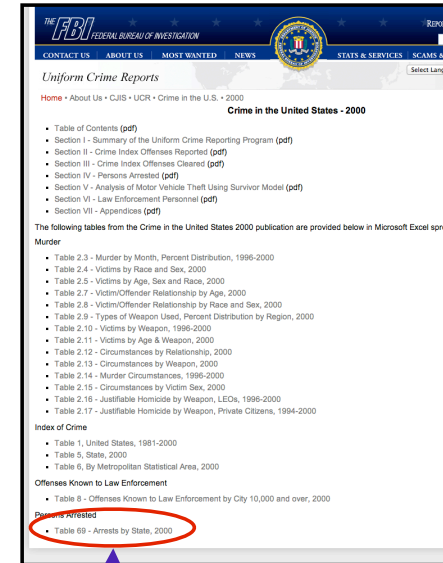 THE FBI FEDERAL BUREAU OF INVESTIGATION
CONTACT US ABOUT US MOST WANTED NEWS STATS & SERVICES SCAMS &
Uniform Crime Reports
Home • About Us • CJIS • UCR • Crime in the U.S. • 2000
Crime in the United States - 2000
Table of Contents (pdf)
Section I - Summary of the Uniform Crime Reporting Program (pdf)
Section II - Crime Index Offenses Reported (pdf)
Section III - Crime Index Offenses Cleared (pdf)
Section IV - Persons Arrested (pdf)
Section V - Analysis of Motor Vehicle Theft Using Survivor Model (pdf)
Section VI - Law Enforcement Personnel (pdf)
Section VII - Appendices (pdf)
The following tables from the Crime in the United States 2000 publication are provided below in Microsoft Excel spre
Murder
Table 2.3 - Murder by Month, Percent Distribution, 1996-2000
Table 2.4 - Victims by Race and Sex, 2000
Table 2.5 - Victims by Age, Sex and Race, 2000
Table 2.7 - Victim/Offender Relationship by Age, 2000
Table 2.8 - Victim/Offender Relationship by Race and Sex, 2000
Table 2.9 - Types of Weapon Used, Percent Distribution by Region, 2000
Table 2.10 - Victims by Weapon, 1996-2000
Table 2.11 - Victims by Age & Weapon, 2000
Table 2.12 - Circumstances by Relationship, 2000
Table 2.13 - Circumstances by Weapon, 2000
Table 2.14 - Murder Circumstances, 1996-2000
Table 2.15 - Circumstances by Victim Sex, 2000
Table 2.16 - Justifiable Homicide by Weapon, LEOs, 1996-2000
Table 2.17 - Justifiable Homicide by Weapon, Private Citizens, 1994-2000
Index of Crime
Table 1, United States, 1981-2000
Table 5, State, 2000
Table 6, By Metropolitan Statistical Area, 2000
Offenses Known to Law Enforcement
Table 8 - Offenses Known to Law Enforcement by City 10,000 and over, 2000
Persons Arrested
Table 69 - Arrests by State, 2000